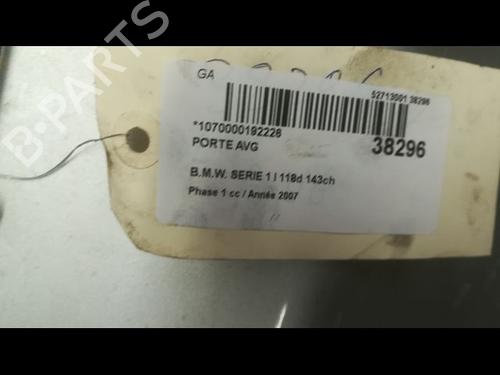 GA
52713001 38296
*1070000192228
PORTE AVG
38296
B.M.W. SERIE 1 I 118d 143ch
Phase 1 cc / Année 2007
B-PARTS